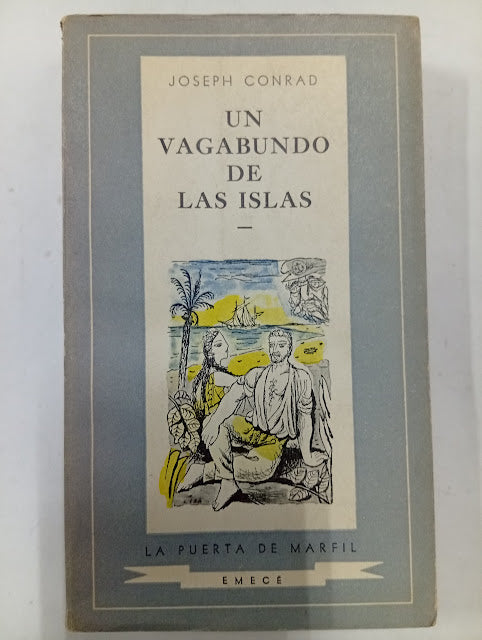 JOSEPH CONRAD
UN
VAGABUNDO
DE
LAS ISLAS
LA PUERTA DE MARFIL
EMECÉ